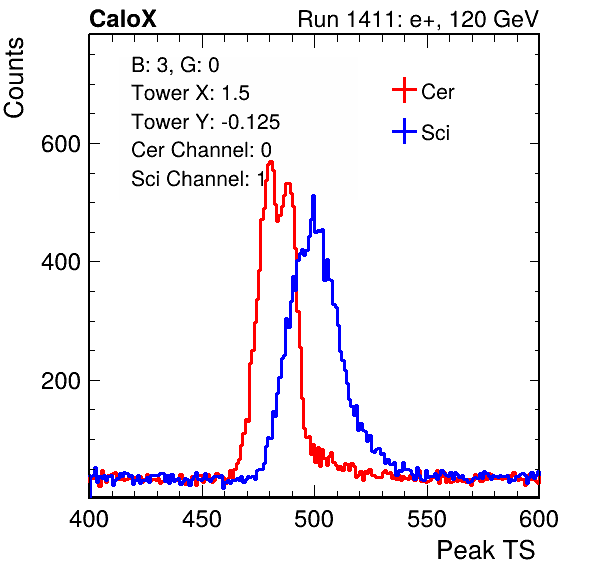 CaloX Run 1411: e+, 120 GeV
Counts
B: 3, G: 0
Tower X: 1.5
Tower Y: -0.125
Cer Channel: 0
Sci Channel: 1
Cer
Sci
600
400
200
400 450 500 550 600
Peak TS